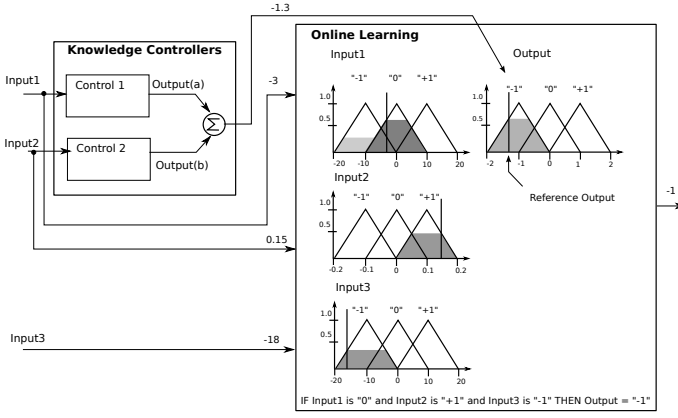 -1.3
Knowledge Controllers
Online Learning
Input1
Control 1
Output(a)
Σ
Input2
Control 2
Output(b)
-3
0.15
Input3
-18
-1
Input1
"-1" "0" "+1"
1.0
0.5
-20 -10 0 10 20
Output
"-1" "0" "+1"
1.0
0.5
-2 -1 0 1 2
Reference Output
Input2
"-1" "0" "+1"
1.0
0.5
-0.2 -0.1 0 0.1 0.2
Input3
"-1" "0" "+1"
1.0
0.5
-20 -10 0 10 20
IF Input1 is "0" and Input2 is "+1" and Input3 is "-1" THEN Output = "-1"